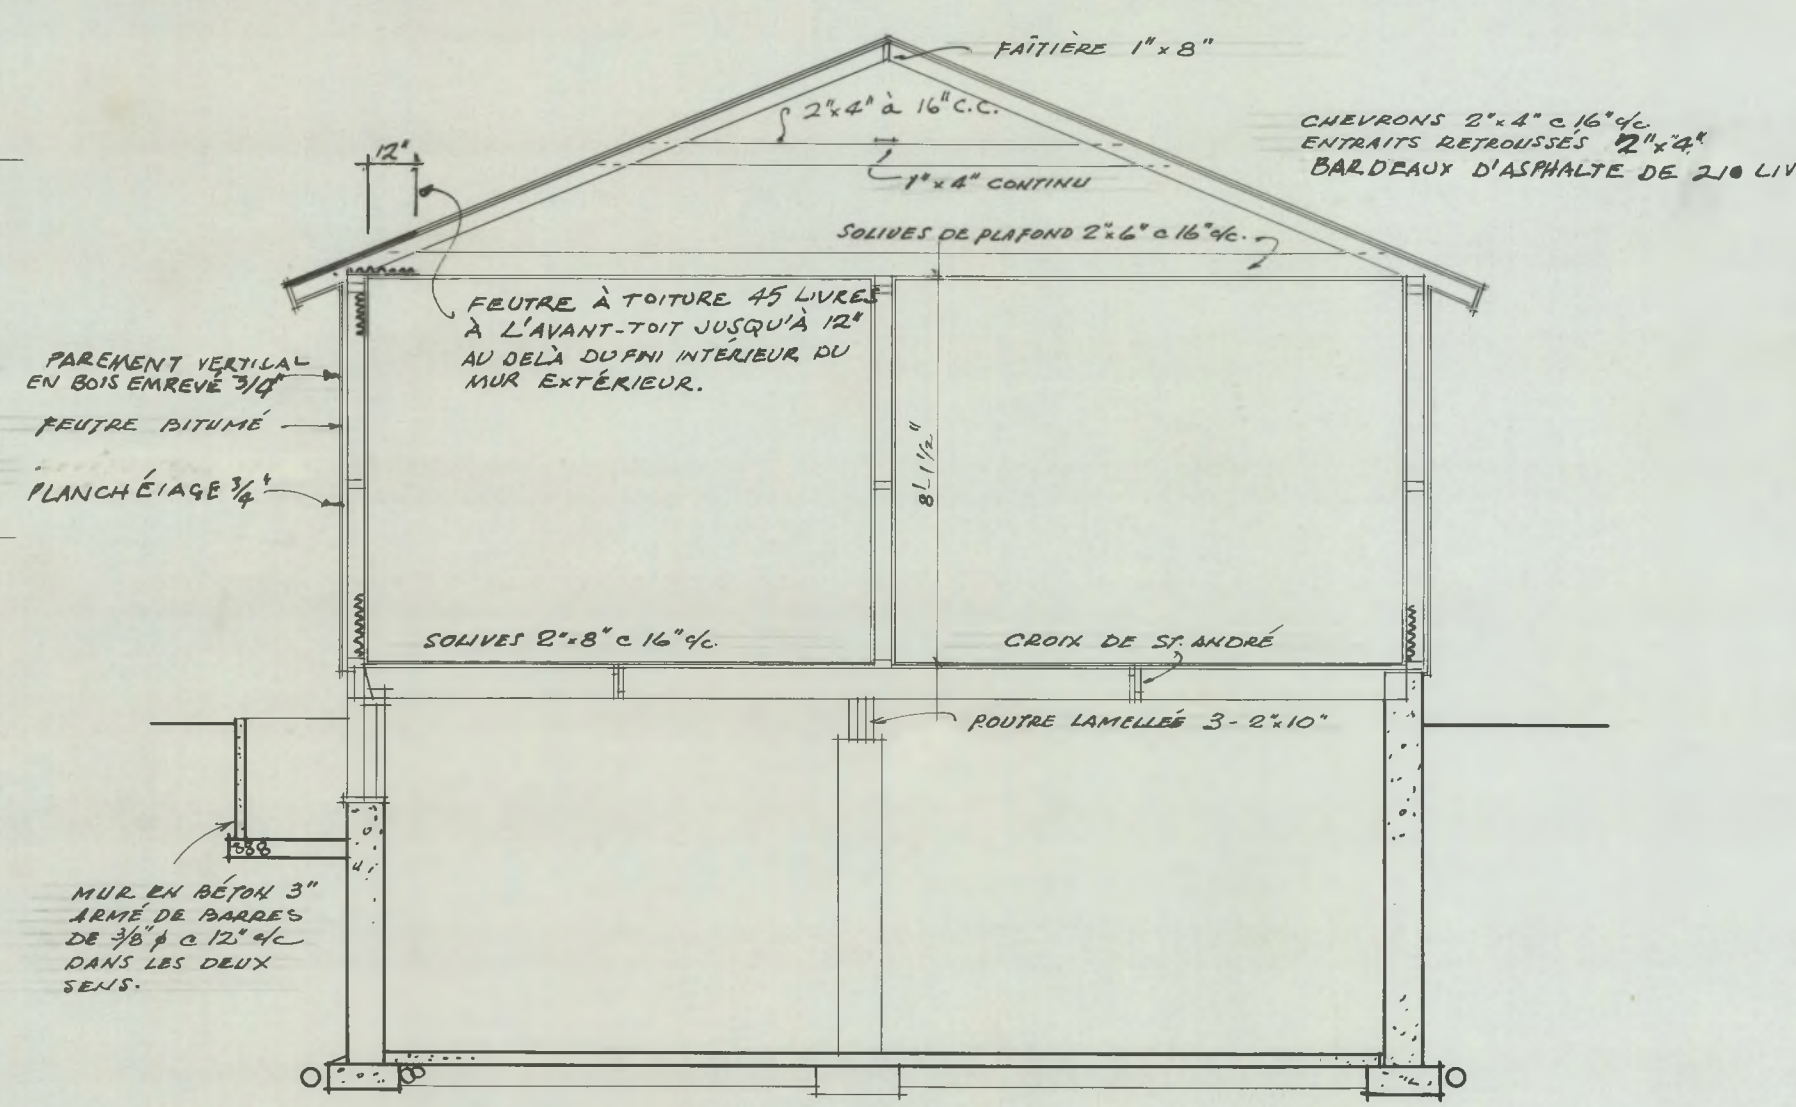 FAÎTIÈRE 1" x 8"
2"x4" à 16" C.C.
CHEVRONS 2"x4" c 16" c/c.
ENTRAITS RETROUSSÉS 2"x4"
BARDEAUX D'ASPHALTE DE 210 LIV
12"
1"x4" CONTINU
SOLIVES DE PLAFOND 2"x6" c 16" c/c.
FEUTRE À TOITURE 45 LIVRES
À L'AVANT-TOIT JUSQU'À 12"
AU DELÀ DU FINI INTÉRIEUR DU
MUR EXTÉRIEUR.
PAREMENT VERTICAL
EN BOIS EMREVÉ 3/4"
FEUTRE BITUMÉ
PLANCHÉIAGE 3/4"
8'-1 1/2"
SOLIVES 2"x8" c 16" c/c.
CROIX DE ST. ANDRÉ
POUTRE LAMELLEÉ 3-2"x10"
MUR EN BÉTON 3"
ARMÉ DE BARRES
DE 3/8" ø c 12" c/c
DANS LES DEUX
SENS.